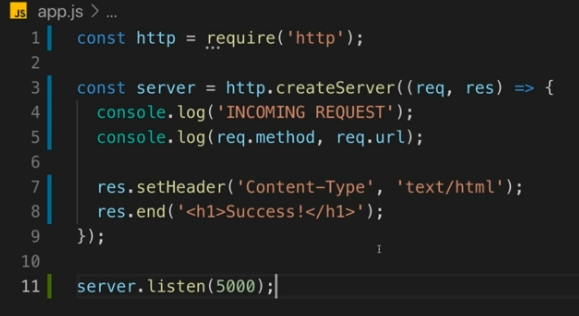 JS app.js > ...
1 const http = require('http');
2
3 const server = http.createServer((req, res) => {
4   console.log('INCOMING REQUEST');
5   console.log(req.method, req.url);
6
7   res.setHeader('Content-Type', 'text/html');
8   res.end('<h1>Success!</h1>');
9 });
10
11 server.listen(5000);